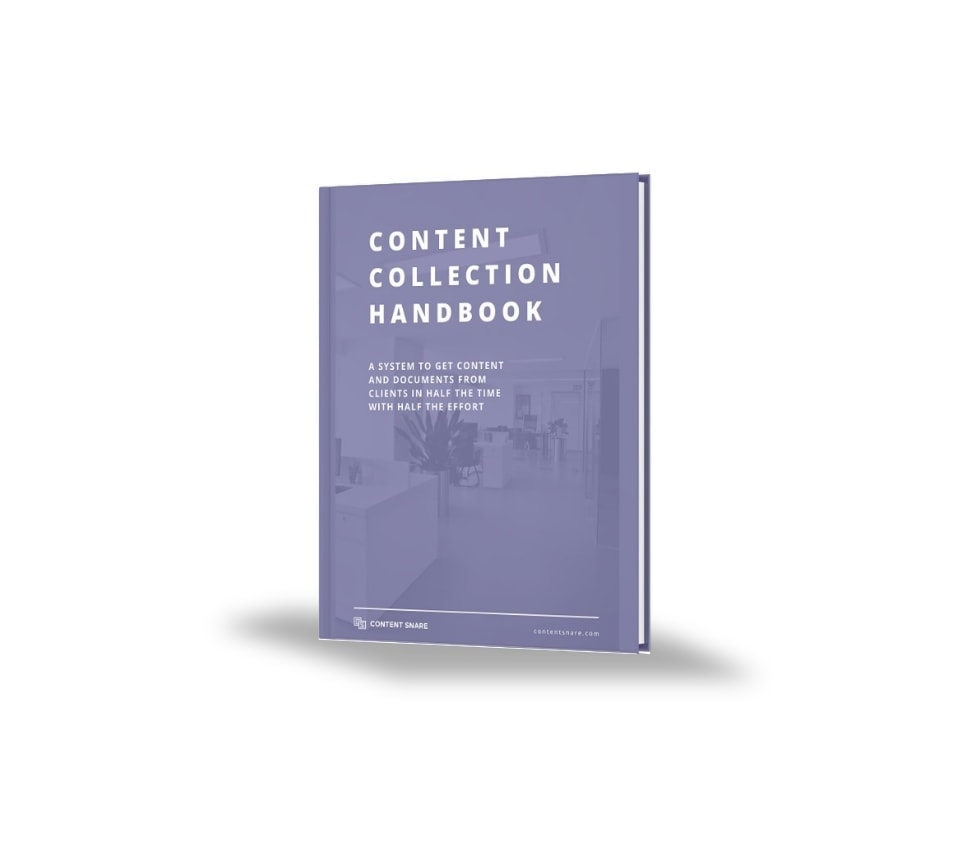 CONTENT
COLLECTION
HANDBOOK
A SYSTEM TO GET CONTENT
AND DOCUMENTS FROM
CLIENTS IN HALF THE TIME
WITH HALF THE EFFORT
CONTENT SNARE
contentsnare.com